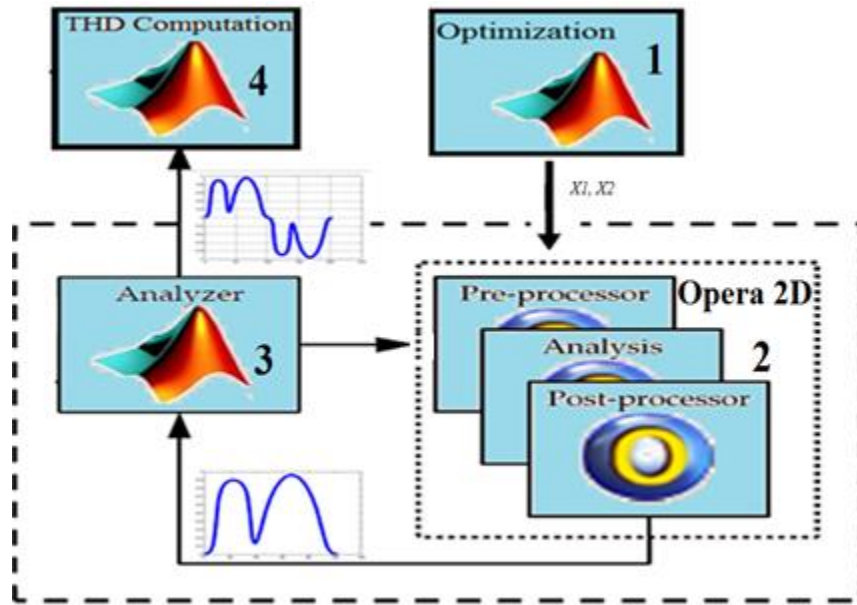 THD Computation
4
Optimization
1
X1, X2
Analyzer
3
Pre-processor
Opera 2D
Analysis
2
Post-processor